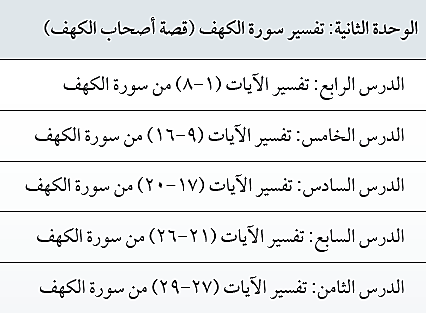 الوحدة الثانية: تفسير سورة الكهف (قصة أصحاب الكهف)
الدرس الرابع: تفسير الآيات (١-٨) من سورة الكهف
الدرس الخامس: تفسير الآيات (٩-١٦) من سورة الكهف
الدرس السادس: تفسير الآيات (١٧-٢٠) من سورة الكهف
الدرس السابع: تفسير الآيات (٢١-٢٦) من سورة الكهف
الدرس الثامن: تفسير الآيات (٢٧-٢٩) من سورة الكهف